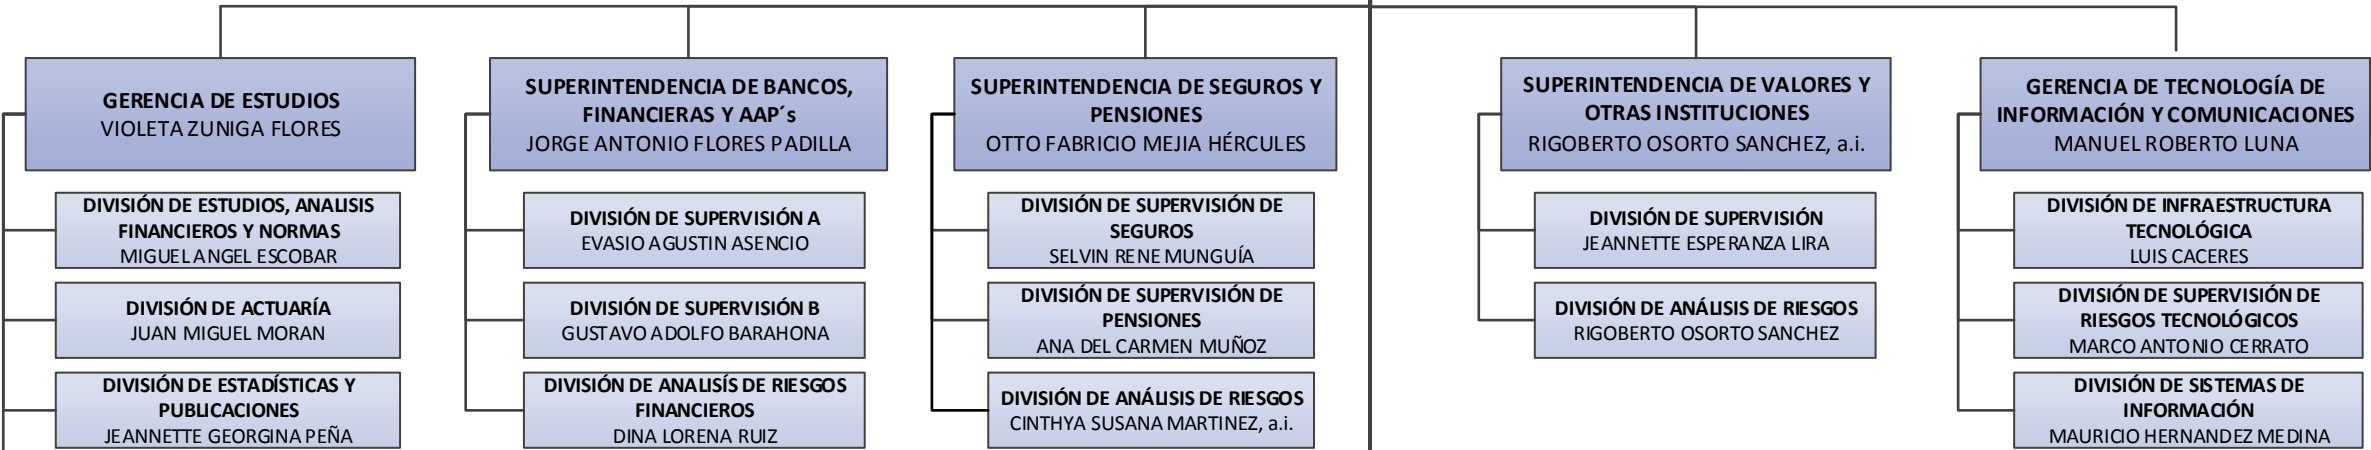 GERENCIA DE ESTUDIOS
VIOLETA ZUNIGA FLORES
DIVISIÓN DE ESTUDIOS, ANALISIS
FINANCIEROS Y NORMAS
MIGUEL ANGEL ESCOBAR
DIVISIÓN DE ACTUARÍA
JUAN MIGUEL MORAN
DIVISIÓN DE ESTADÍSTICAS Y
PUBLICACIONES
JEANNETTE GEORGINA PEÑA
SUPERINTENDENCIA DE BANCOS,
FINANCIERAS Y AAP´s
JORGE ANTONIO FLORES PADILLA
DIVISIÓN DE SUPERVISIÓN A
EVASIO AGUSTIN ASENCIO
DIVISIÓN DE SUPERVISIÓN B
GUSTAVO ADOLFO BARAHONA
DIVISIÓN DE ANALISÍS DE RIESGOS
FINANCIEROS
DINA LORENA RUIZ
SUPERINTENDENCIA DE SEGUROS Y
PENSIONES
OTTO FABRICIO MEJIA HÉRCULES
DIVISIÓN DE SUPERVISIÓN DE
SEGUROS
SELVIN RENE MUNGUÍA
DIVISIÓN DE SUPERVISIÓN DE
PENSIONES
ANA DEL CARMEN MUÑOZ
DIVISIÓN DE ANÁLISIS DE RIESGOS
CINTHYA SUSANA MARTINEZ, a.i.
SUPERINTENDENCIA DE VALORES Y
OTRAS INSTITUCIONES
RIGOBERTO OSORTO SANCHEZ, a.i.
DIVISIÓN DE SUPERVISIÓN
JEANNETTE ESPERANZA LIRA
DIVISIÓN DE ANÁLISIS DE RIESGOS
RIGOBERTO OSORTO SANCHEZ
GERENCIA DE TECNOLOGÍA DE
INFORMACIÓN Y COMUNICACIONES
MANUEL ROBERTO LUNA
DIVISIÓN DE INFRAESTRUCTURA
TECNOLÓGICA
LUIS CACERES
DIVISIÓN DE SUPERVISIÓN DE
RIESGOS TECNOLÓGICOS
MARCO ANTONIO CERRATO
DIVISIÓN DE SISTEMAS DE
INFORMACIÓN
MAURICIO HERNANDEZ MEDINA